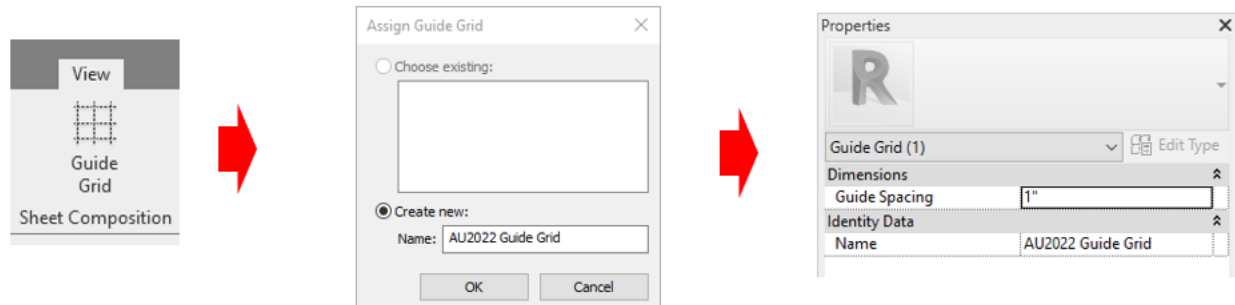 View
Guide
Grid
Sheet Composition
Assign Guide Grid
Choose existing:
Create new:
Name: AU2022 Guide Grid
OK Cancel
Properties
R
Guide Grid (1) Edit Type
Dimensions
Guide Spacing 1"
Identity Data
Name AU2022 Guide Grid